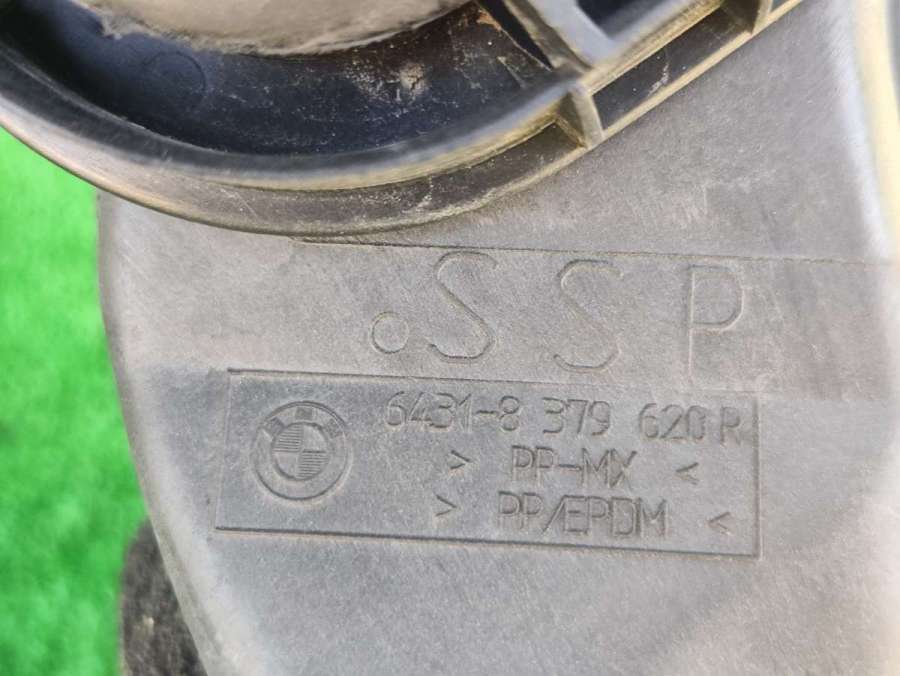 SSP
6431-8 379 620 R
> PP-MX <
> PP/EPDM <